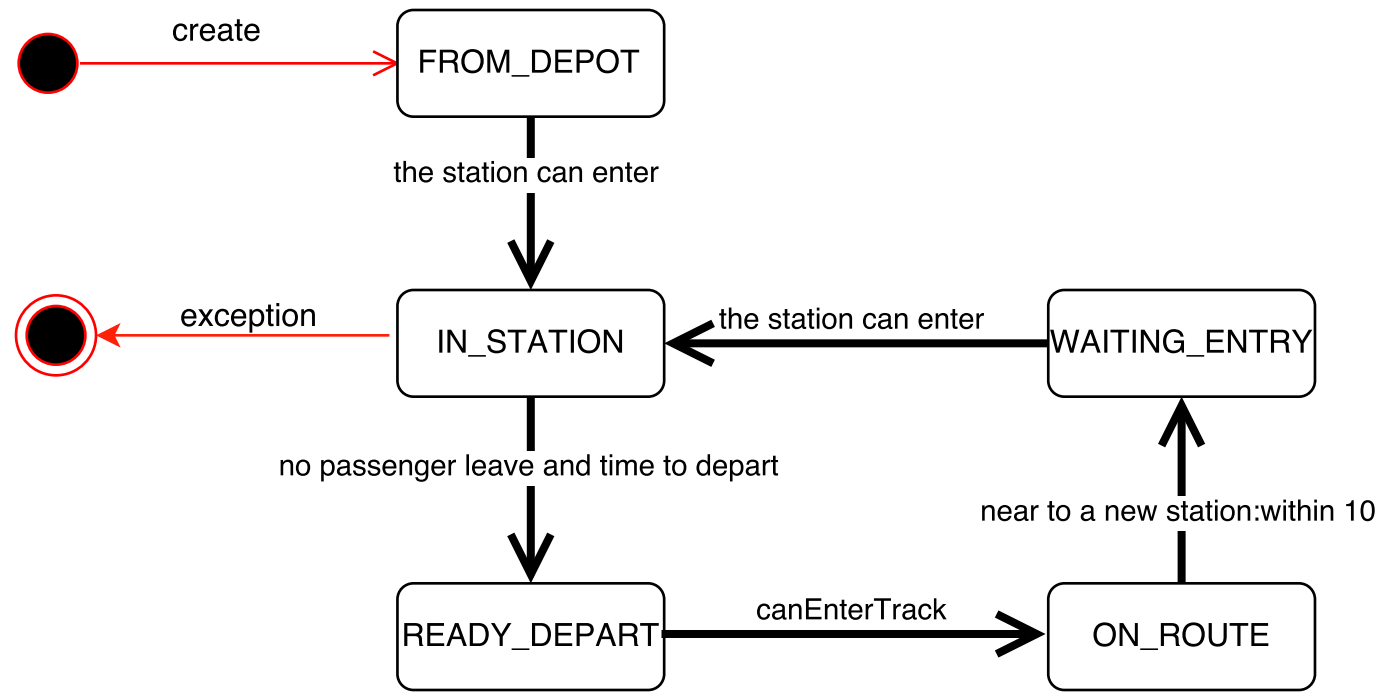 create
FROM_DEPOT
the station can enter
exception
IN_STATION
the station can enter
WAITING_ENTRY
no passenger leave and time to depart
near to a new station:within 10
READY_DEPART
canEnterTrack
ON_ROUTE